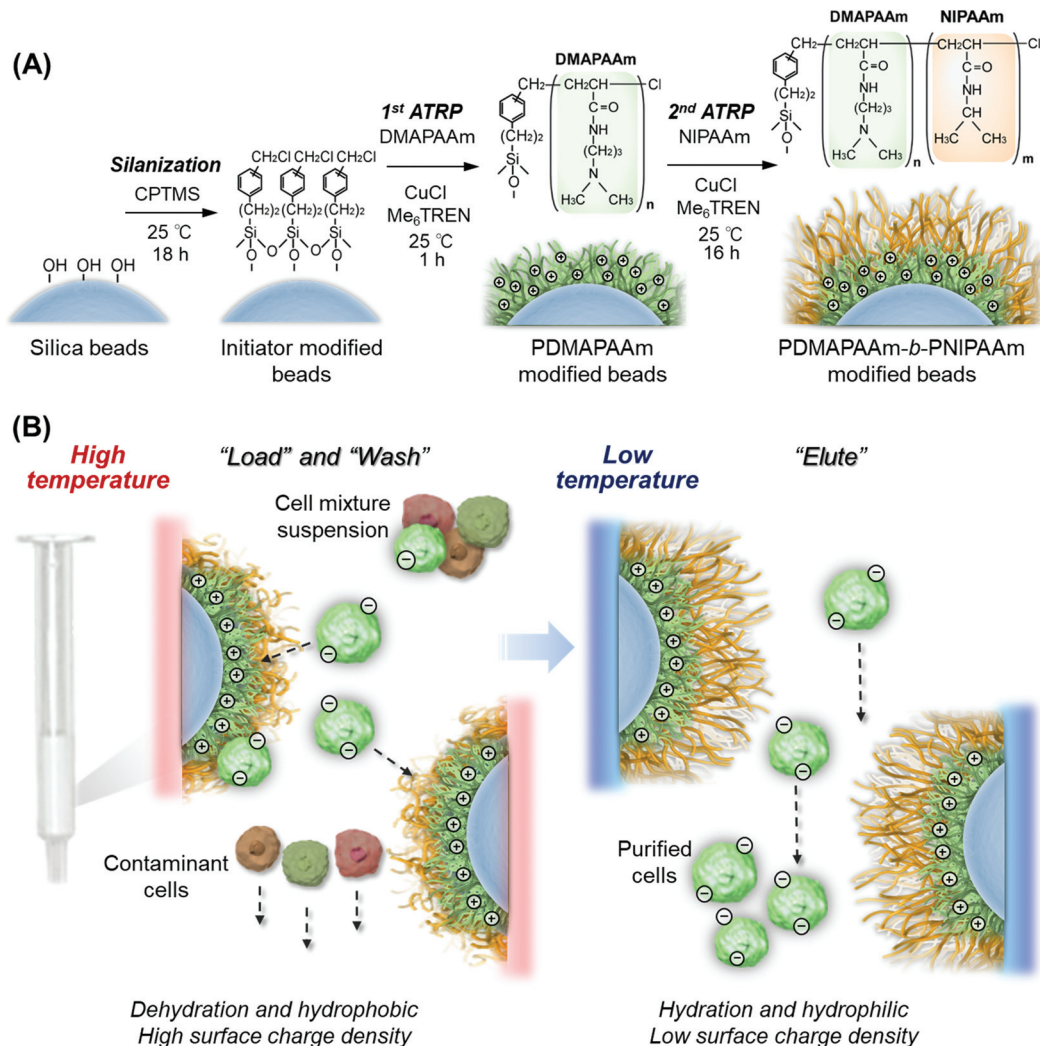 (A)
OH OH OH
Silica beads
Silanization
CPTMS
25 °C
18 h
CH₂Cl CH₂Cl CH₂Cl
(CH₂)₂ (CH₂)₂ (CH₂)₂
Si O Si O Si
O O O
Initiator modified
beads
1st ATRP
DMAPAAm
CuCl
Me₆TREN
25 °C
1 h
DMAPAAm
CH₂ CH₂CH Cl
C=O
(CH₂)₂ NH
Si (CH₂)₃
O N
H₃C CH₃ n
PDMAPAAm
modified beads
2nd ATRP
NIPAAm
CuCl
Me₆TREN
25 °C
16 h
DMAPAAm NIPAAm
CH₂ CH₂CH CH₂CH Cl
C=O C=O
(CH₂)₂ NH NH
Si (CH₂)₃ CH
O N H₃C CH₃
H₃C CH₃ n m
PDMAPAAm-b-PNIPAAm
modified beads
(B)
High
temperature
"Load" and "Wash"
Cell mixture
suspension
Contaminant
cells
Dehydration and hydrophobic
High surface charge density
Low
temperature
"Elute"
Purified
cells
Hydration and hydrophilic
Low surface charge density